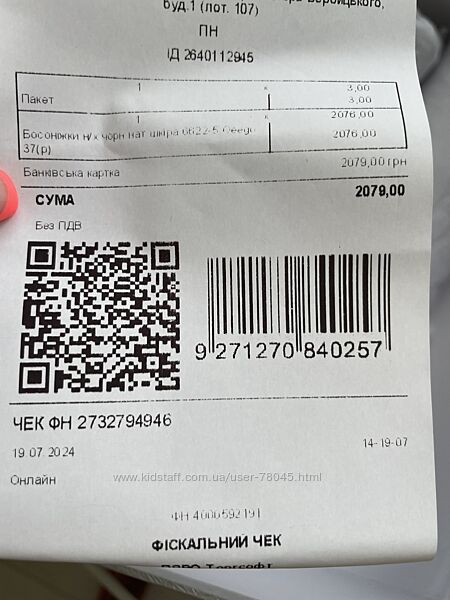 буд.1 (лот. 107)
ПН
ІД 2640112945
1 x 3,00
Пакет 3,00
1 x 2076,00
Босоніжки н/к чорн нат шкіра 6622-5 2076,00
37(р)
Банківська картка 2079,00 грн
СУМА 2079,00
Без ПДВ
9 271270 840257
ЧЕК ФН 2732794946
19.07.2024 14-19-07
Онлайн
www.kidstaff.com.ua/user-78045.html
ФН 4000592191
ФІСКАЛЬНИЙ ЧЕК